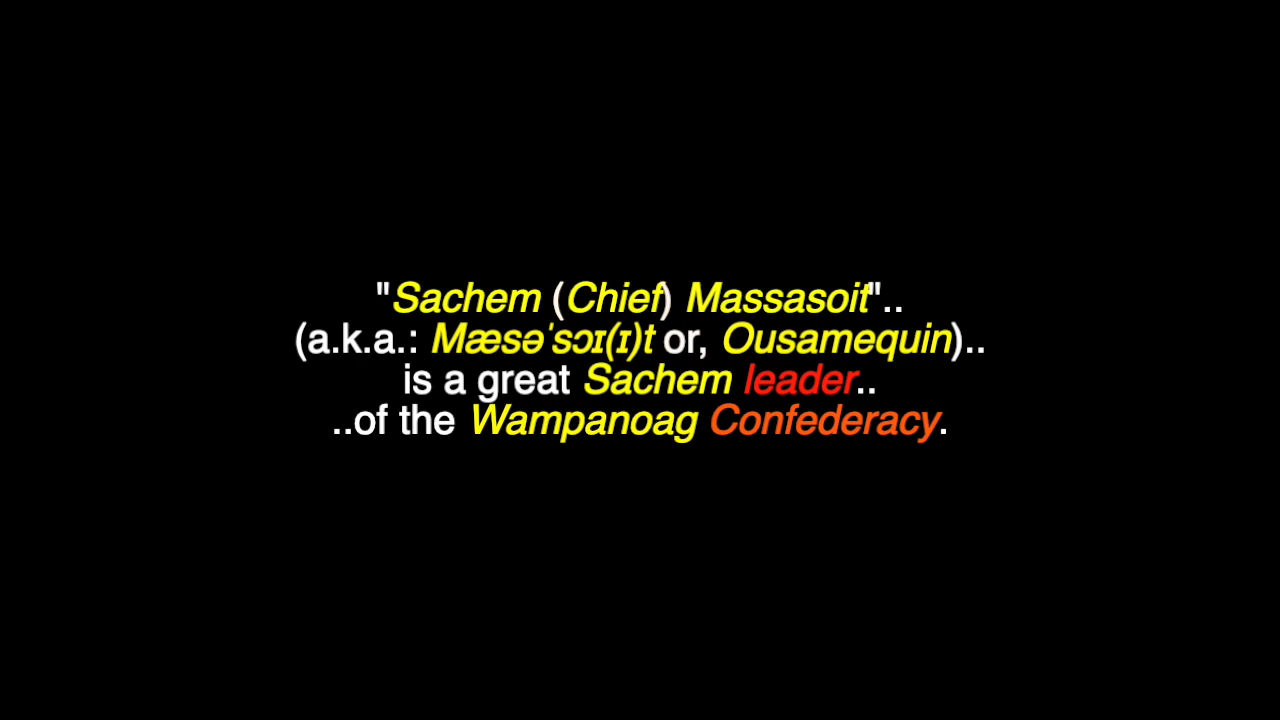 "Sachem (Chief) Massasoit"..
(a.k.a.: Mæsəˈsɔɪ(ɪ)t or, Ousamequin)..
is a great Sachem leader..
..of the Wampanoag Confederacy.